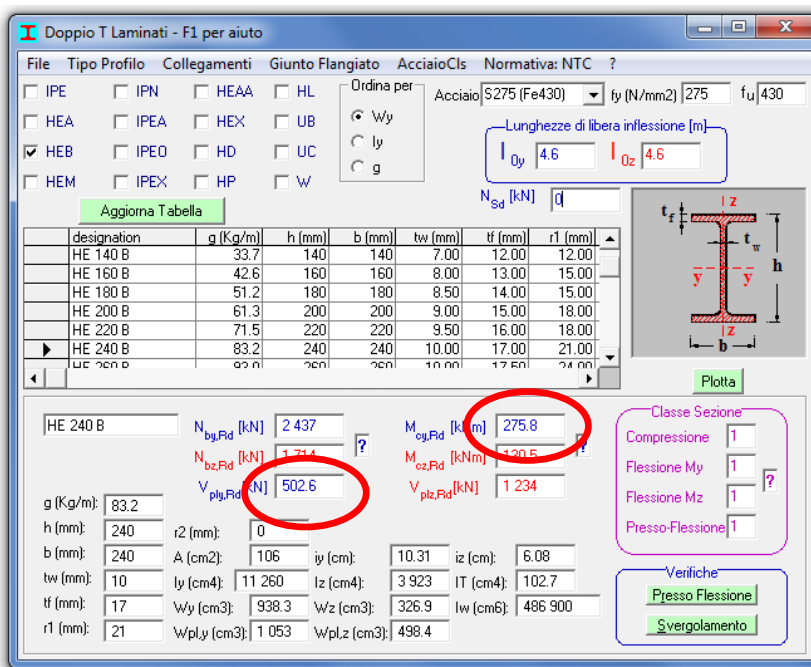 Doppio T Laminati - F1 per aiuto
File Tipo Profilo Collegamenti Giunto Flangiato AcciaioCls Normativa: NTC ?
IPE IPN HEAA HL
HEA IPEA HEX UB
HEB IPEO HD UC
HEM IPEX HP W
Ordina per
Wy
Iy
g
Acciaio S275 (Fe430) fy (N/mm2) 275 fu 430
Lunghezze di libera inflessione [m]
l0y 4.6 l0z 4.6
NSd [kN] 0
Aggiorna Tabella
designation g (Kg/m) h (mm) b (mm) tw (mm) tf (mm) r1 (mm)
HE 140 B 33.7 140 140 7.00 12.00 12.00
HE 160 B 42.6 160 160 8.00 13.00 15.00
HE 180 B 51.2 180 180 8.50 14.00 15.00
HE 200 B 61.3 200 200 9.00 15.00 18.00
HE 220 B 71.5 220 220 9.50 16.00 18.00
HE 240 B 83.2 240 240 10.00 17.00 21.00
HE 260 B 93.0 260 260 10.00 17.50 24.00
z
tf
tw
h
y y
z
b
Plotta
HE 240 B
Nby,Rd [kN] 2 437
Nbz,Rd [kN] 1 714
?
Vply,Rd [kN] 502.6
Mcy,Rd [kNm] 275.8
Mcz,Rd [kNm] 130.5
?
Vplz,Rd [kN] 1 234
Classe Sezione
Compressione 1
Flessione My 1
Flessione Mz 1
?
Presso-Flessione 1
g (Kg/m): 83.2
h (mm): 240 r2 (mm): 0
b (mm): 240 A (cm2): 106 iy (cm): 10.31 iz (cm): 6.08
tw (mm): 10 Iy (cm4): 11 260 Iz (cm4): 3 923 IT (cm4): 102.7
tf (mm): 17 Wy (cm3): 938.3 Wz (cm3): 326.9 Iw (cm6): 486 900
r1 (mm): 21 Wpl,y (cm3): 1 053 Wpl,z (cm3): 498.4
Verifiche
Presso Flessione
Svergolamento